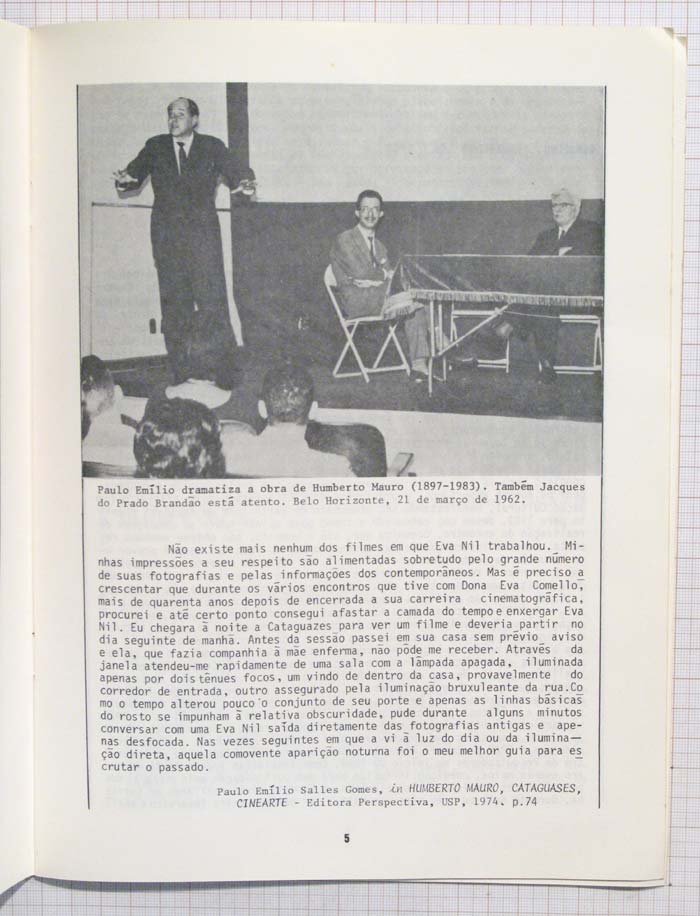 Paulo Emílio dramatiza a obra de Humberto Mauro (1897-1983). Também Jacques
do Prado Brandão está atento. Belo Horizonte, 21 de março de 1962.
Não existe mais nenhum dos filmes em que Eva Nil trabalhou. Mi-
nhas impressões a seu respeito são alimentadas sobretudo pelo grande número
de suas fotografias e pelas informações dos contemporâneos. Mas é preciso a
crescentar que durante os vários encontros que tive com Dona Eva Comello,
mais de quarenta anos depois de encerrada a sua carreira cinematográfica,
procurei e até certo ponto consegui afastar a camada do tempo e enxergar Eva
Nil. Eu chegara à noite a Cataguazes para ver um filme e deveria partir no
dia seguinte de manhã. Antes da sessão passei em sua casa sem prévio aviso
e ela, que fazia companhia à mãe enferma, não pôde me receber. Através da
janela atendeu-me rapidamente de uma sala com a lâmpada apagada, iluminada
apenas por dois tênues focos, um vindo de dentro da casa, provavelmente do
corredor de entrada, outro assegurado pela iluminação bruxuleante da rua.Co
mo o tempo alterou pouco o conjunto de seu porte e apenas as linhas básicas
do rosto se impunham à relativa obscuridade, pude durante alguns minutos
conversar com uma Eva Nil saída diretamente das fotografias antigas e ape-
nas desfocada. Nas vezes seguintes em que a vi à luz do dia ou da ilumina—
ção direta, aquela comovente aparição noturna foi o meu melhor guia para es
crutar o passado.
Paulo Emílio Salles Gomes, in HUMBERTO MAURO, CATAGUASES,
CINEARTE - Editora Perspectiva, USP, 1974. p.74
5